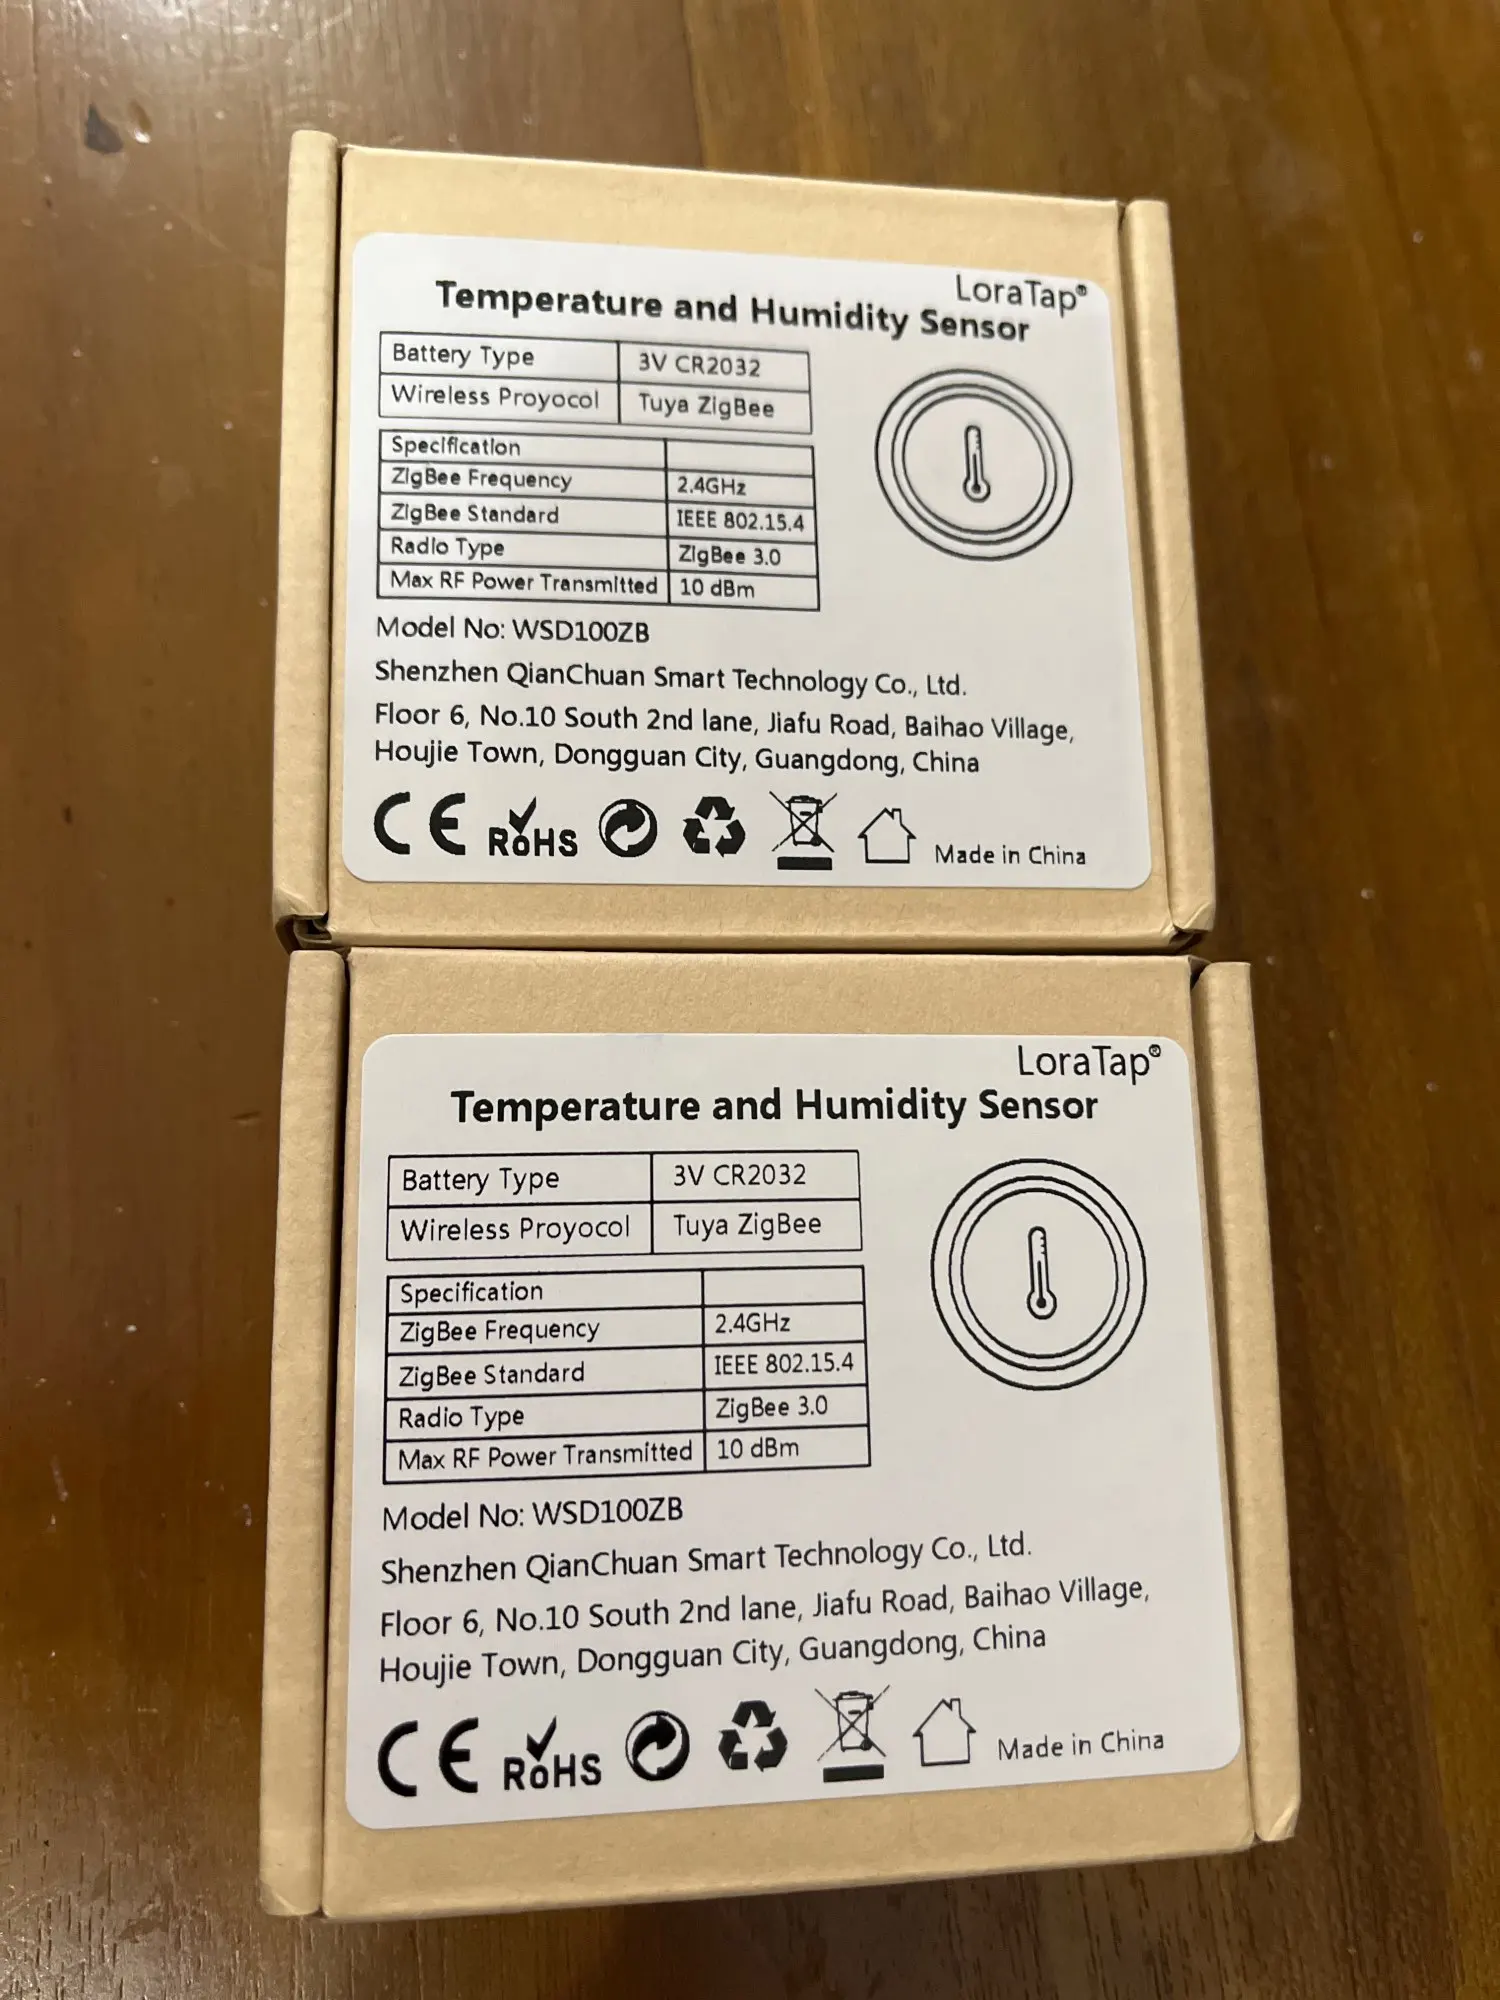 LoraTap®
Temperature and Humidity Sensor
Battery Type 3V CR2032
Wireless Proyocol Tuya ZigBee
Specification
ZigBee Frequency 2.4GHz
ZigBee Standard IEEE 802.15.4
Radio Type ZigBee 3.0
Max RF Power Transmitted 10 dBm
Model No: WSD100ZB
Shenzhen QianChuan Smart Technology Co., Ltd.
Floor 6, No.10 South 2nd lane, Jiafu Road, Baihao Village,
Houjie Town, Dongguan City, Guangdong, China
CE RoHS Made in China
LoraTap®
Temperature and Humidity Sensor
Battery Type 3V CR2032
Wireless Proyocol Tuya ZigBee
Specification
ZigBee Frequency 2.4GHz
ZigBee Standard IEEE 802.15.4
Radio Type ZigBee 3.0
Max RF Power Transmitted 10 dBm
Model No: WSD100ZB
Shenzhen QianChuan Smart Technology Co., Ltd.
Floor 6, No.10 South 2nd lane, Jiafu Road, Baihao Village,
Houjie Town, Dongguan City, Guangdong, China
CE RoHS Made in China